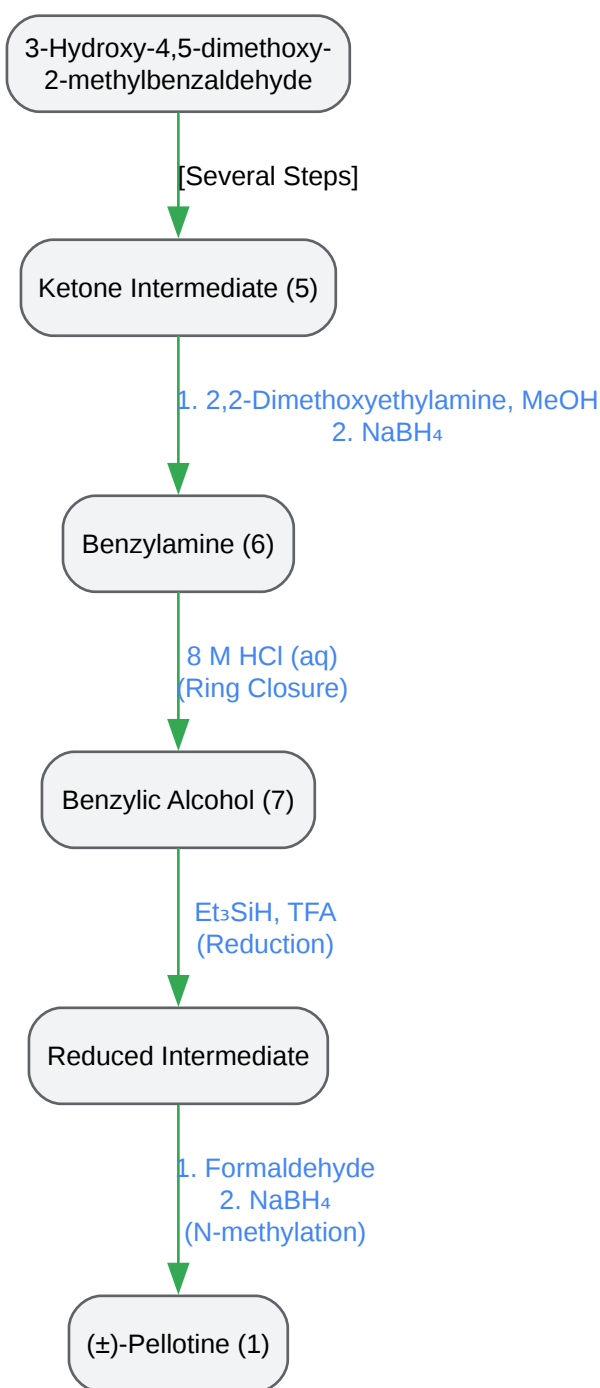 3-Hydroxy-4,5-dimethoxy-
2-methylbenzaldehyde
[Several Steps]
Ketone Intermediate (5)
1. 2,2-Dimethoxyethylamine, MeOH
2. NaBH₄
Benzylamine (6)
8 M HCl (aq)
(Ring Closure)
Benzylic Alcohol (7)
Et₃SiH, TFA
(Reduction)
Reduced Intermediate
1. Formaldehyde
2. NaBH₄
(N-methylation)
(±)-Pellotine (1)